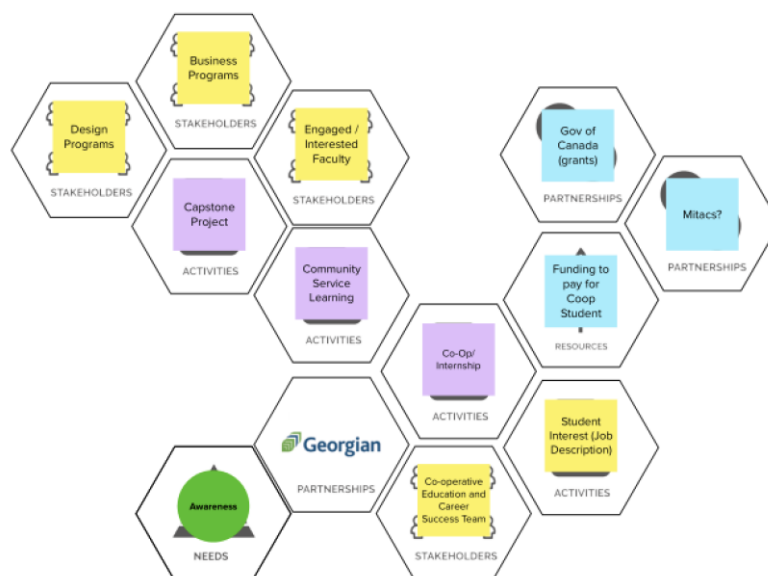 Business
Programs
STAKEHOLDERS
Design
Programs
STAKEHOLDERS
Engaged /
Interested
Faculty
STAKEHOLDERS
Capstone
Project
ACTIVITIES
Community
Service
Learning
ACTIVITIES
Gov of
Canada
(grants)
PARTNERSHIPS
Mitacs?
PARTNERSHIPS
Funding to
pay for
Coop
Student
RESOURCES
Co-Op/
Internship
ACTIVITIES
Student
Interest (Job
Description)
ACTIVITIES
Georgian
PARTNERSHIPS
Co-operative
Education and
Career
Success Team
STAKEHOLDERS
Awareness
NEEDS